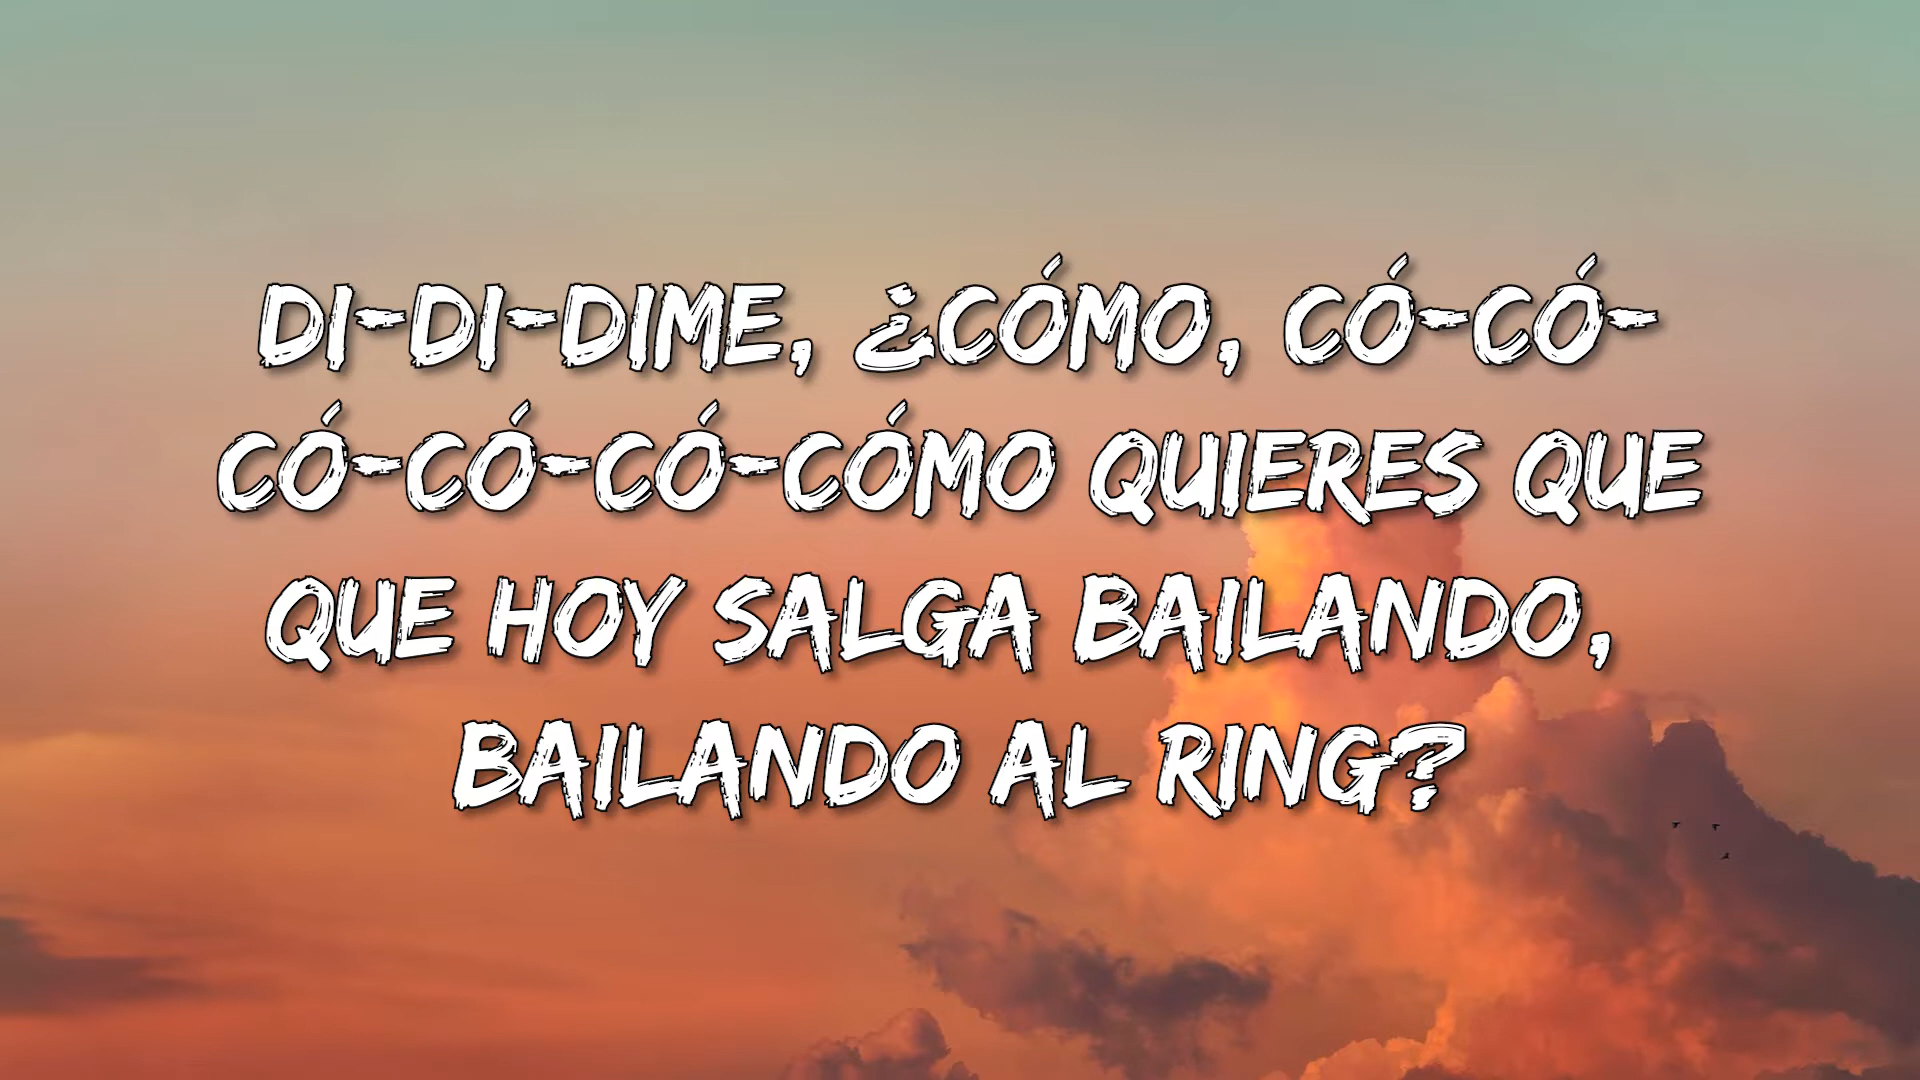 DI-DI-DIME, ¿CÓMO, CÓ-CÓ-
CÓ-CÓ-CÓ-CÓMO QUIERES QUE
QUE HOY SALGA BAILANDO,
BAILANDO AL RING?